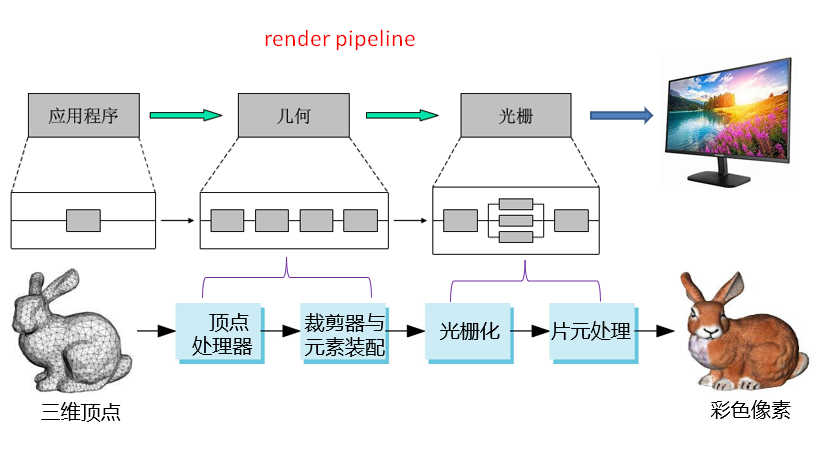 render pipeline
应用程序
几何
光栅
顶点
处理器
裁剪器与
元素装配
光栅化
片元处理
三维顶点
彩色像素